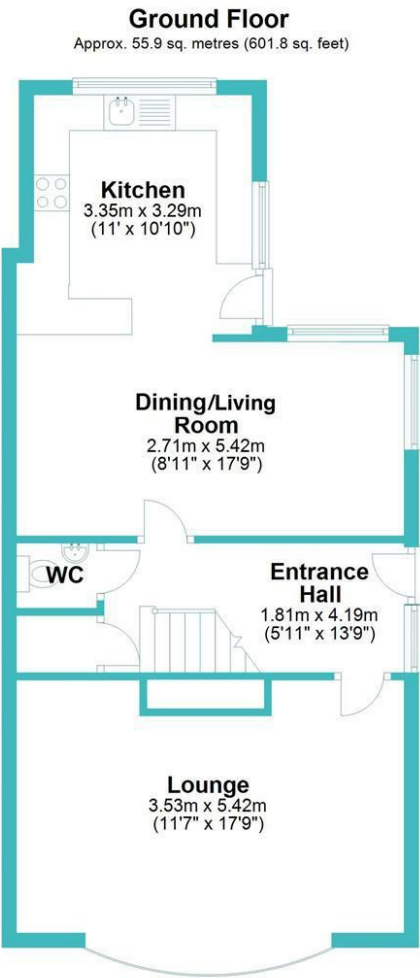 Ground Floor
Approx. 55.9 sq. metres (601.8 sq. feet)
Kitchen
3.35m x 3.29m
(11' x 10'10")
Dining/Living
Room
2.71m x 5.42m
(8'11" x 17'9")
WC
Entrance
Hall
1.81m x 4.19m
(5'11" x 13'9")
Lounge
3.53m x 5.42m
(11'7" x 17'9")